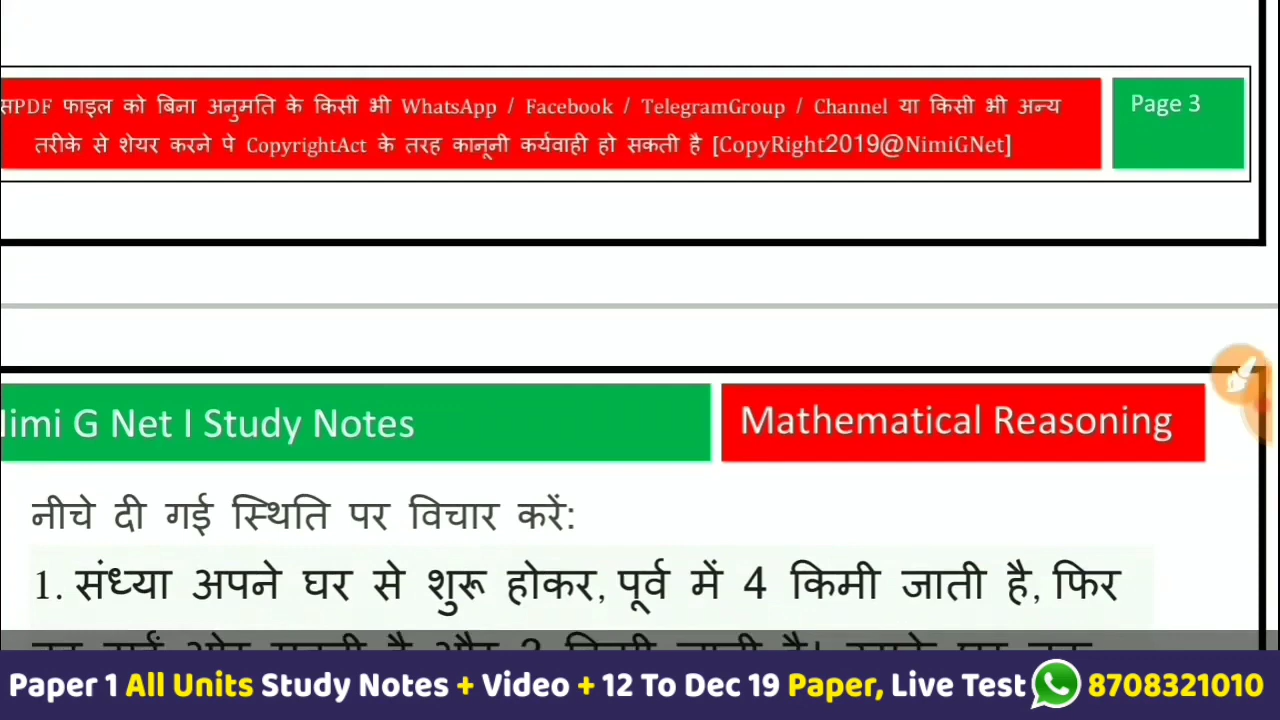 सPDF फाइल को बिना अनुमति के किसी भी WhatsApp / Facebook / TelegramGroup / Channel या किसी भी अन्य
तरीके से शेयर करने पे CopyrightAct के तरह कानूनी कर्यवाही हो सकती है [CopyRight2019@NimiGNet]
Page 3
imi G Net I Study Notes
Mathematical Reasoning
नीचे दी गई स्थिति पर विचार करें:
1. संध्या अपने घर से शुरू होकर, पूर्व में 4 किमी जाती है, फिर
Paper 1 All Units Study Notes + Video + 12 To Dec 19 Paper, Live Test 8708321010